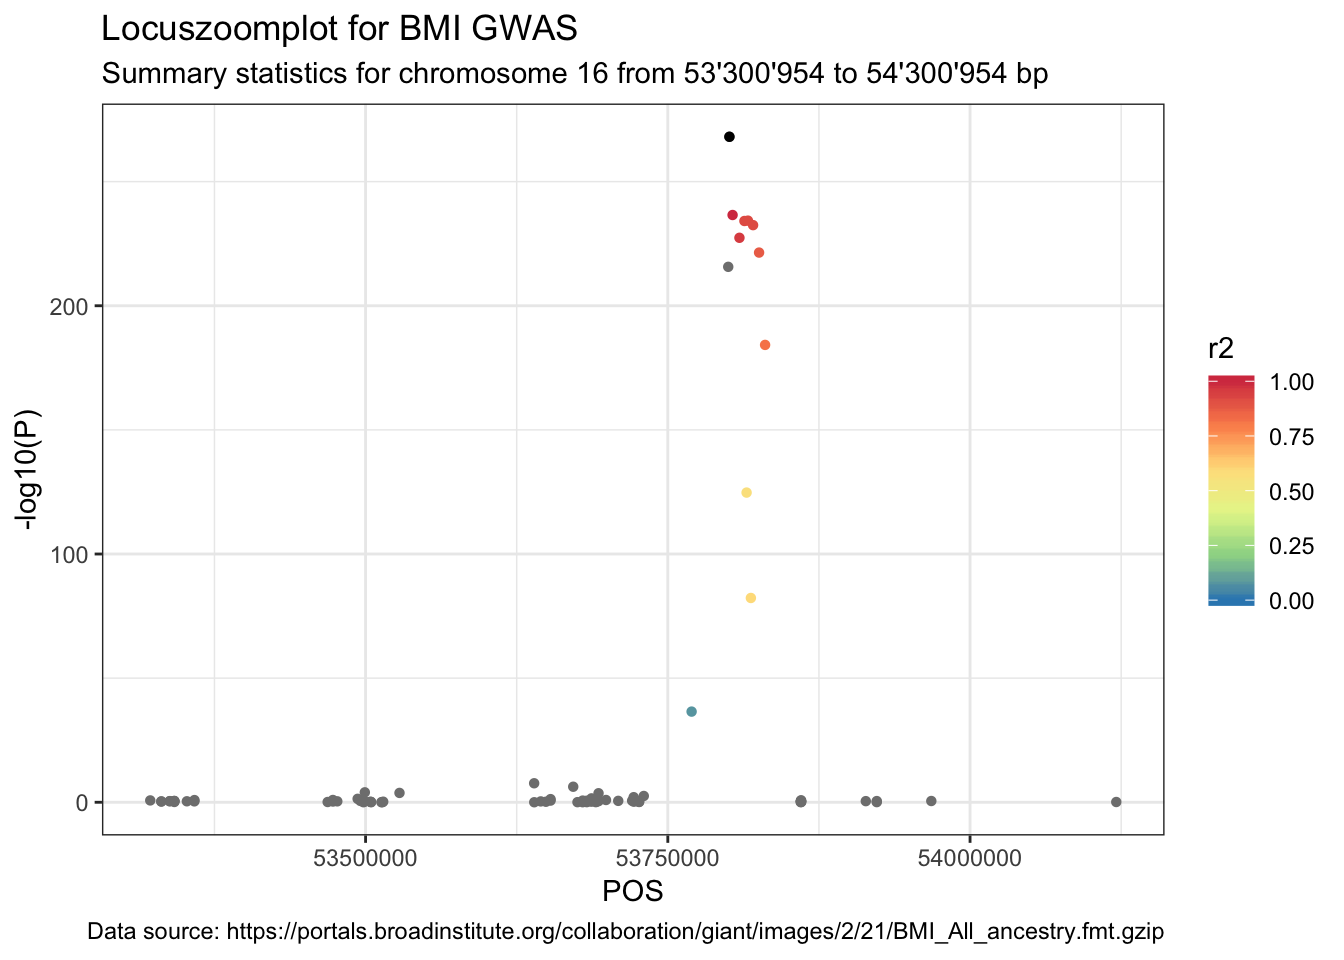 Locuszoomplot for BMI GWAS
Summary statistics for chromosome 16 from 53'300'954 to 54'300'954 bp
-log10(P)
200
100
0
53500000 53750000 54000000
POS
r2
1.00
0.75
0.50
0.25
0.00
Data source: https://portals.broadinstitute.org/collaboration/giant/images/2/21/BMI_All_ancestry.fmt.gzip